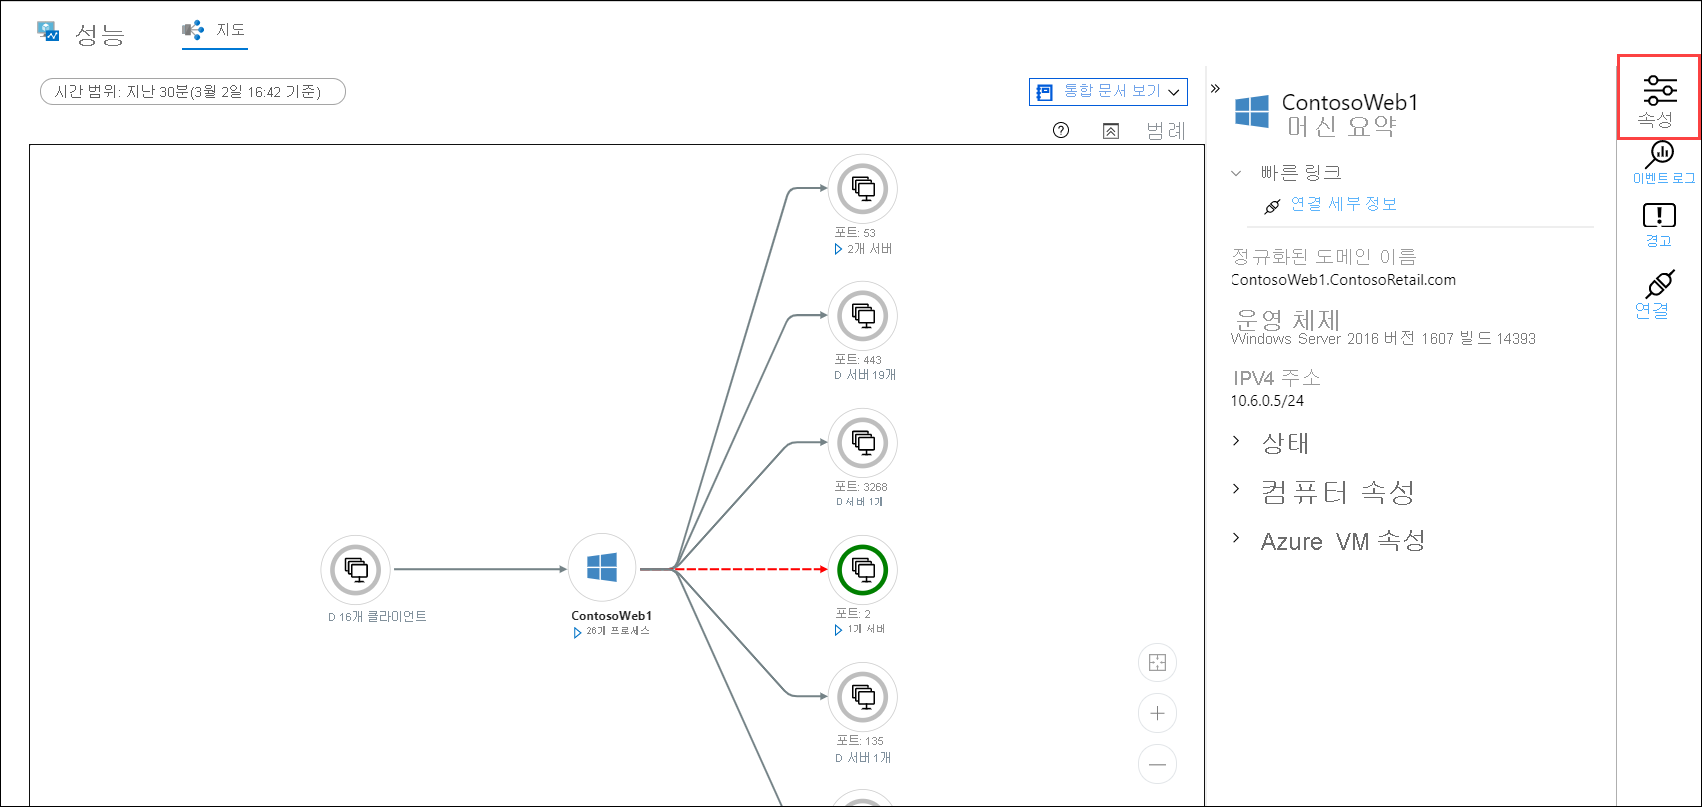 성능
지도
시간 범위: 지난 30분(3월 2일 16:42 기준)
통합 문서 보기
범례
포트: 53
2개 서버
포트: 443
D 서버 19개
포트: 3268
D 서버 1개
D 16개 클라이언트
ContosoWeb1
26개 프로세스
포트: 2
1개 서버
포트: 135
D 서버 1개
ContosoWeb1
머신 요약
빠른 링크
연결 세부 정보
정규화된 도메인 이름
ContosoWeb1.ContosoRetail.com
운영 체제
Windows Server 2016 버전 1607 빌드 14393
IPV4 주소
10.6.0.5/24
상태
컴퓨터 속성
Azure VM 속성
속성
이벤트 로그
경고
연결